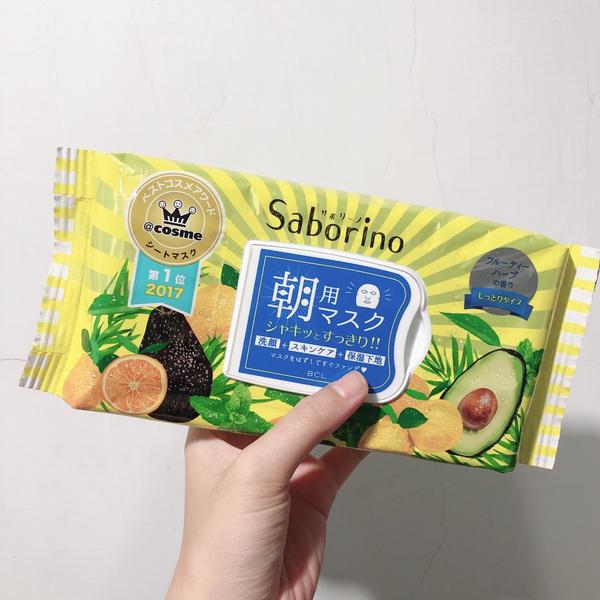 ベストコスメアワード
@cosme
シートマスク
第1位
2017
サボリーノ
Saborino
朝用マスク
シャキッとすっきり!!
洗顔+スキンケア+保湿下地
マスクをはずしてすぐファンデ♥
BCL
フルーティー
ハーブ
の香り
しっとりタイプ